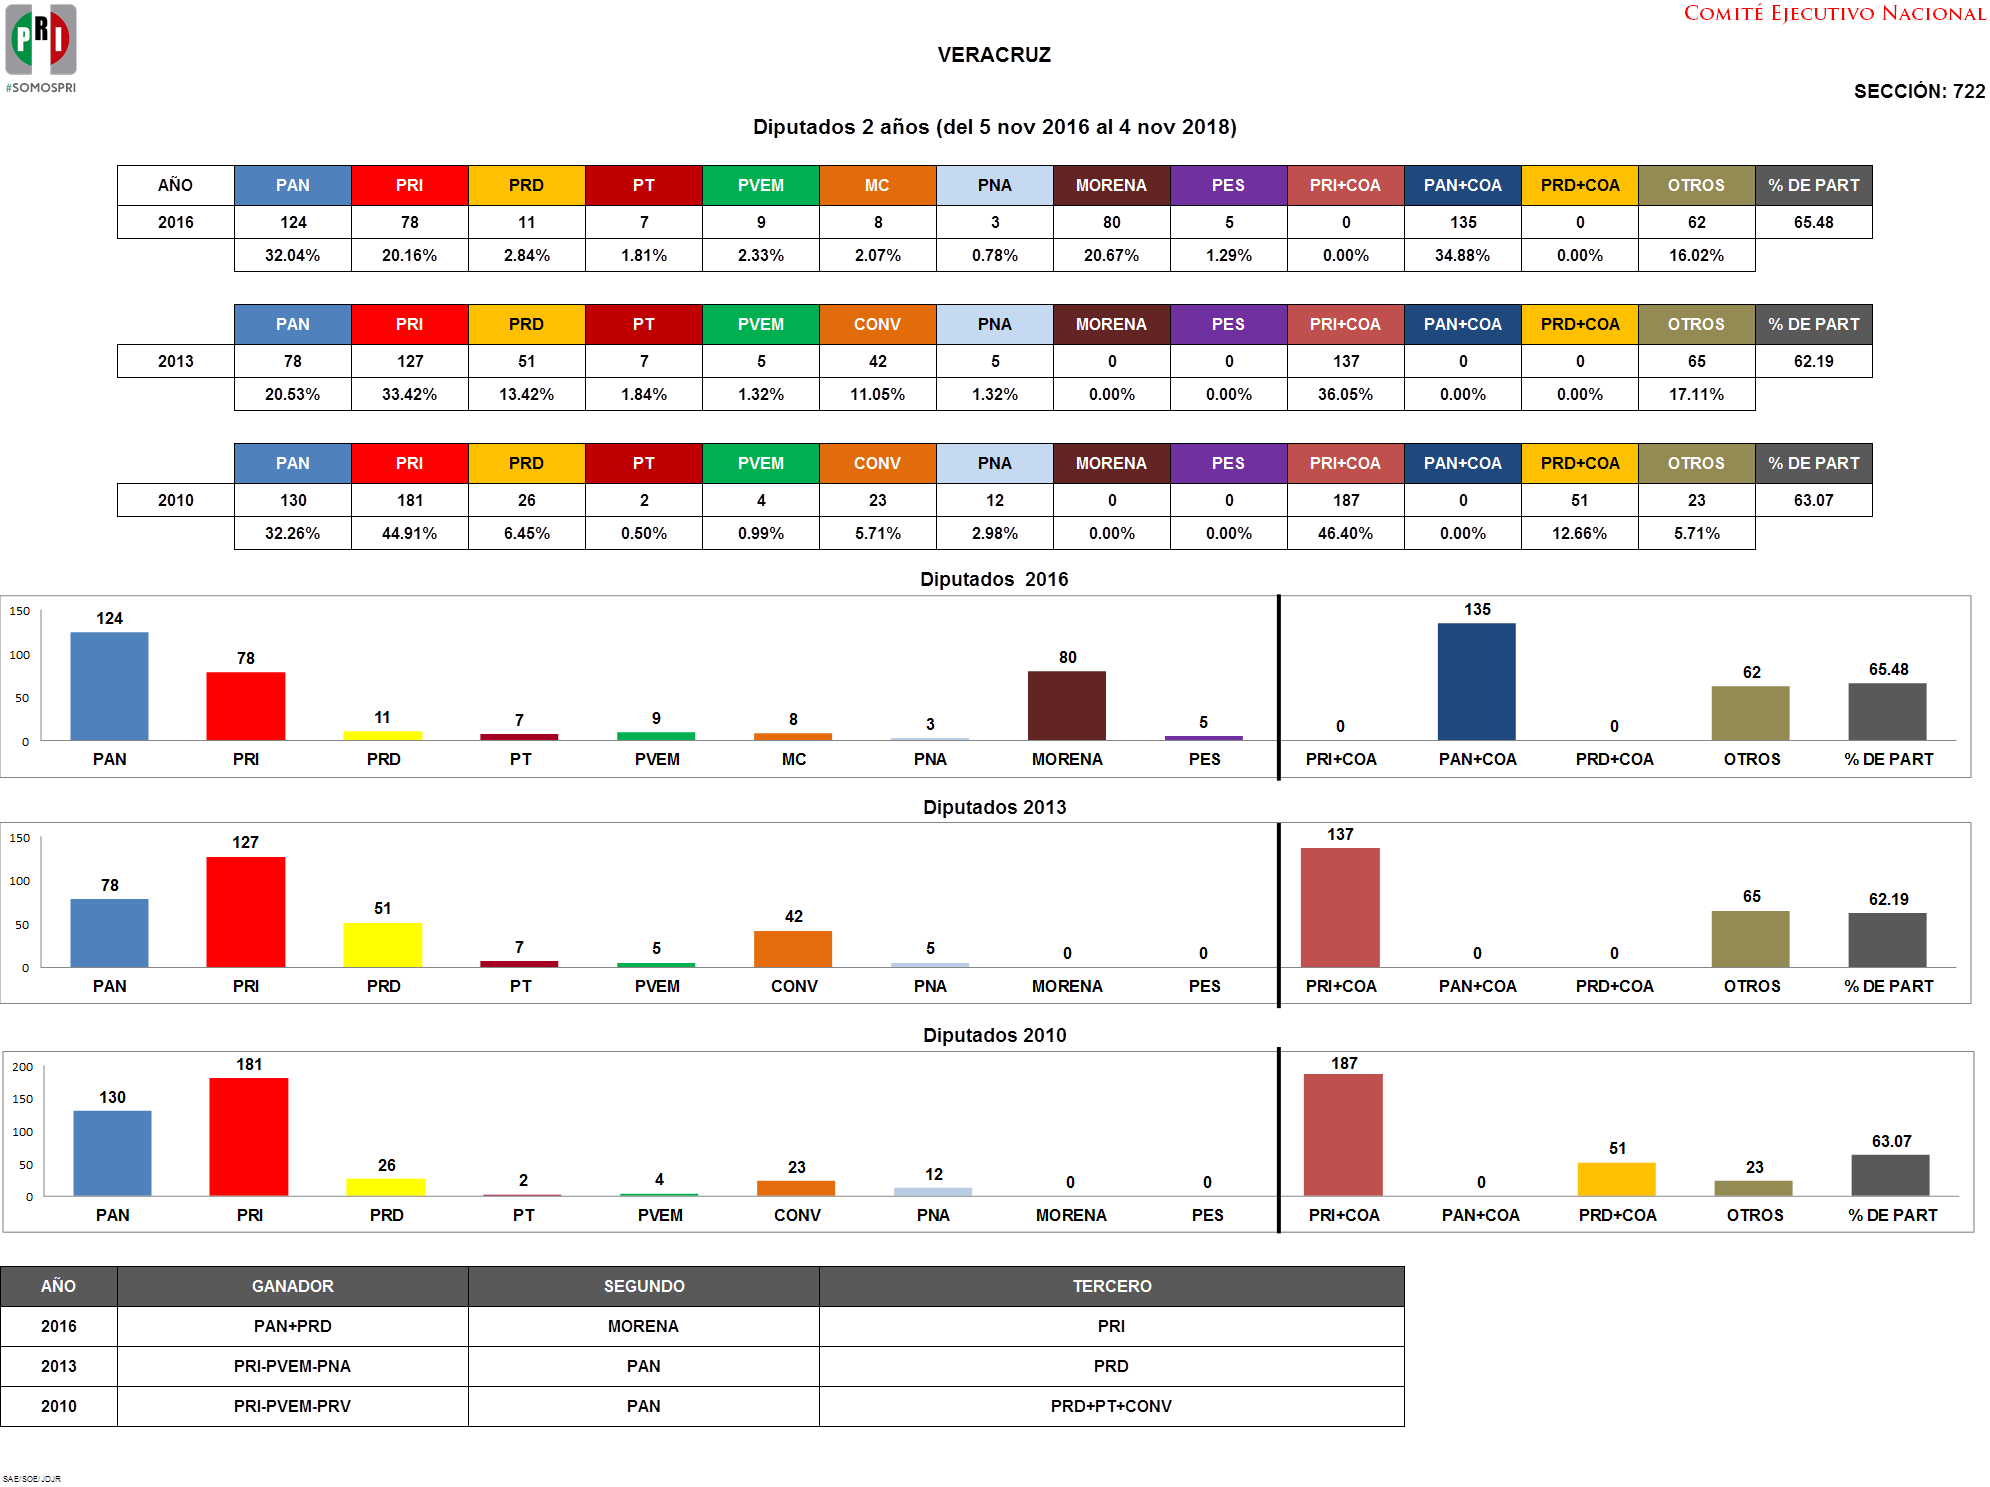 COMITÉ EJECUTIVO NACIONAL
PRI
#SOMOSPRI
VERACRUZ
SECCIÓN: 722
Diputados 2 años (del 5 nov 2016 al 4 nov 2018)
AÑO PAN PRI PRD PT PVEM MC PNA MORENA PES PRI+COA PAN+COA PRD+COA OTROS % DE PART
2016 124 78 11 7 9 8 3 80 5 0 135 0 62 65.48
32.04% 20.16% 2.84% 1.81% 2.33% 2.07% 0.78% 20.67% 1.29% 0.00% 34.88% 0.00% 16.02%
PAN PRI PRD PT PVEM CONV PNA MORENA PES PRI+COA PAN+COA PRD+COA OTROS % DE PART
2013 78 127 51 7 5 42 5 0 0 137 0 0 65 62.19
20.53% 33.42% 13.42% 1.84% 1.32% 11.05% 1.32% 0.00% 0.00% 36.05% 0.00% 0.00% 17.11%
PAN PRI PRD PT PVEM CONV PNA MORENA PES PRI+COA PAN+COA PRD+COA OTROS % DE PART
2010 130 181 26 2 4 23 12 0 0 187 0 51 23 63.07
32.26% 44.91% 6.45% 0.50% 0.99% 5.71% 2.98% 0.00% 0.00% 46.40% 0.00% 12.66% 5.71%
Diputados 2016
150
100
50
0
124 78 11 7 9 8 3 80 5 0 135 0 62 65.48
PAN PRI PRD PT PVEM MC PNA MORENA PES PRI+COA PAN+COA PRD+COA OTROS % DE PART
Diputados 2013
150
100
50
0
78 127 51 7 5 42 5 0 0 137 0 0 65 62.19
PAN PRI PRD PT PVEM CONV PNA MORENA PES PRI+COA PAN+COA PRD+COA OTROS % DE PART
Diputados 2010
200
150
100
50
0
130 181 26 2 4 23 12 0 0 187 0 51 23 63.07
PAN PRI PRD PT PVEM CONV PNA MORENA PES PRI+COA PAN+COA PRD+COA OTROS % DE PART
AÑO GANADOR SEGUNDO TERCERO
2016 PAN+PRD MORENA PRI
2013 PRI-PVEM-PNA PAN PRD
2010 PRI-PVEM-PRV PAN PRD+PT+CONV
SAE/SOE/JDJR